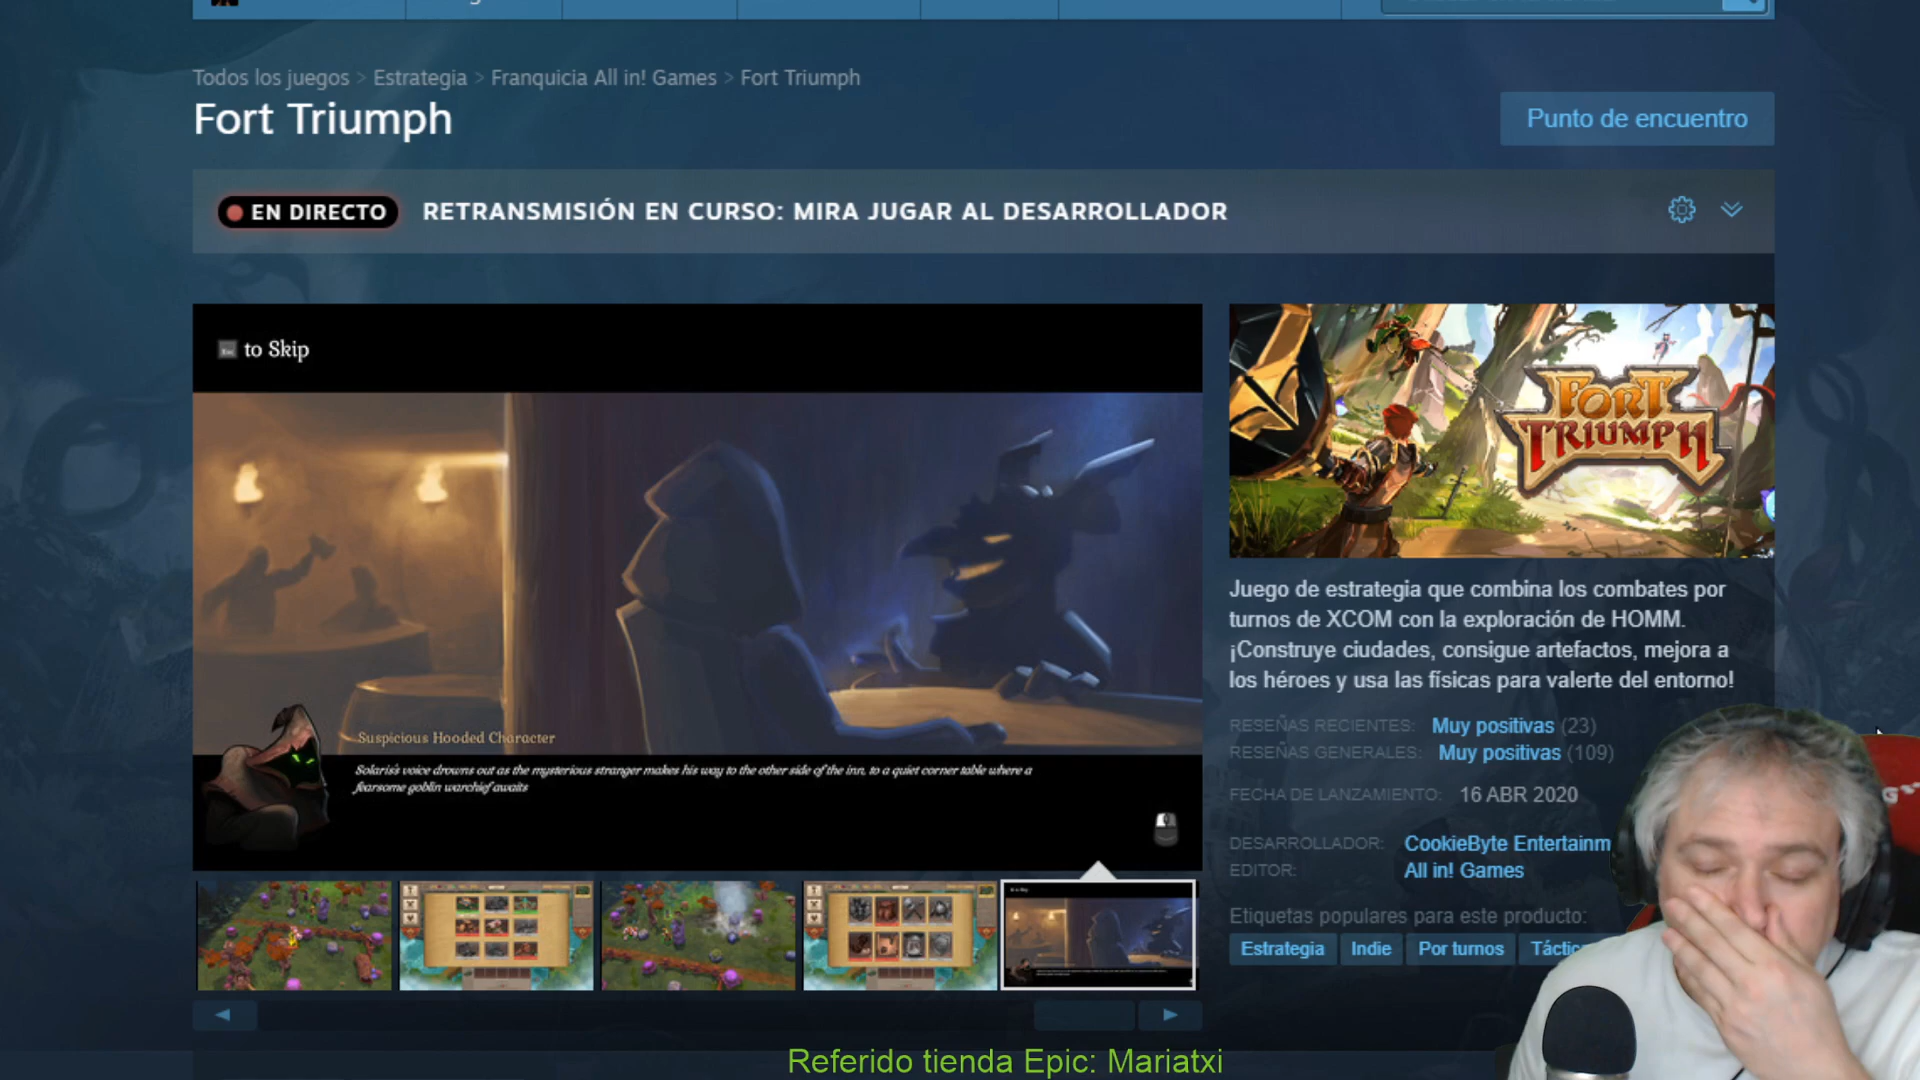 Todos los juegos > Estrategia > Franquicia All in! Games > Fort Triumph
Fort Triumph
Punto de encuentro
EN DIRECTO
RETRANSMISIÓN EN CURSO: MIRA JUGAR AL DESARROLLADOR
to Skip
FORT
TRIUMPH
Suspicious Hooded Character
Solaris's voice drowns out as the mysterious stranger makes his way to the other side of the inn, to a quiet corner table where a
fearsome goblin warchief awaits
Juego de estrategia que combina los combates por
turnos de XCOM con la exploración de HOMM.
¡Construye ciudades, consigue artefactos, mejora a
los héroes y usa las físicas para valerte del entorno!
RESEÑAS RECIENTES: Muy positivas (23)
RESEÑAS GENERALES: Muy positivas (109)
FECHA DE LANZAMIENTO: 16 ABR 2020
DESARROLLADOR: CookieByte Entertainm
EDITOR: All in! Games
Etiquetas populares para este producto:
Estrategia Indie Por turnos Táctic
Referido tienda Epic: Mariatxi